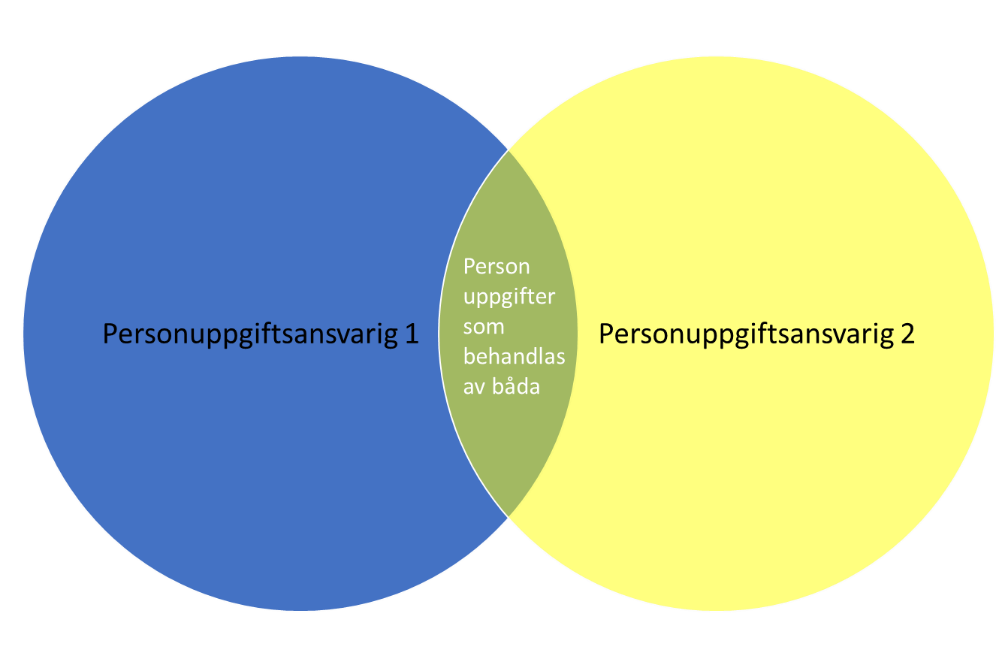 Personuppgiftsansvarig 1
Person
uppgifter
som
behandlas
av båda
Personuppgiftsansvarig 2